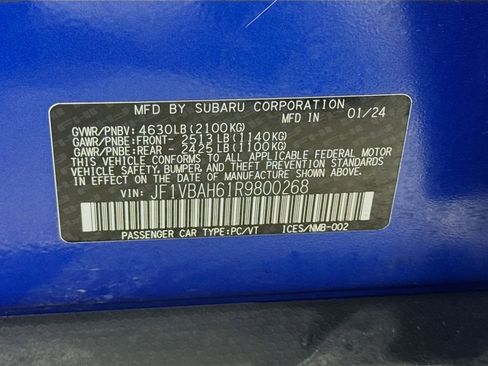 MFD BY SUBARU CORPORATION
MFD IN 01/24
GVWR/PNBV: 4630LB (2100KG)
GAWR/PNBE: FRONT- 2513LB (1140KG)
GAWR/PNBE: REAR - 2425LB (1100KG)
THIS VEHICLE CONFORMS TO ALL APPLICABLE FEDERAL MOTOR
VEHICLE SAFETY, BUMPER, AND THEFT PREVENTION STANDARDS
IN EFFECT ON THE DATE OF MANUFACTURE SHOWN ABOVE.
VIN: JF1VBAH61R9800268
PASSENGER CAR TYPE:PC/VT ICES/NMB-002